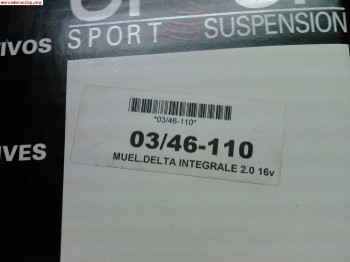 mercadoracing.org
SPORT SUSPENSION
IVOS
IVES
*03/46-110*
03/46-110
MUEL.DELTA INTEGRALE 2.0 16v